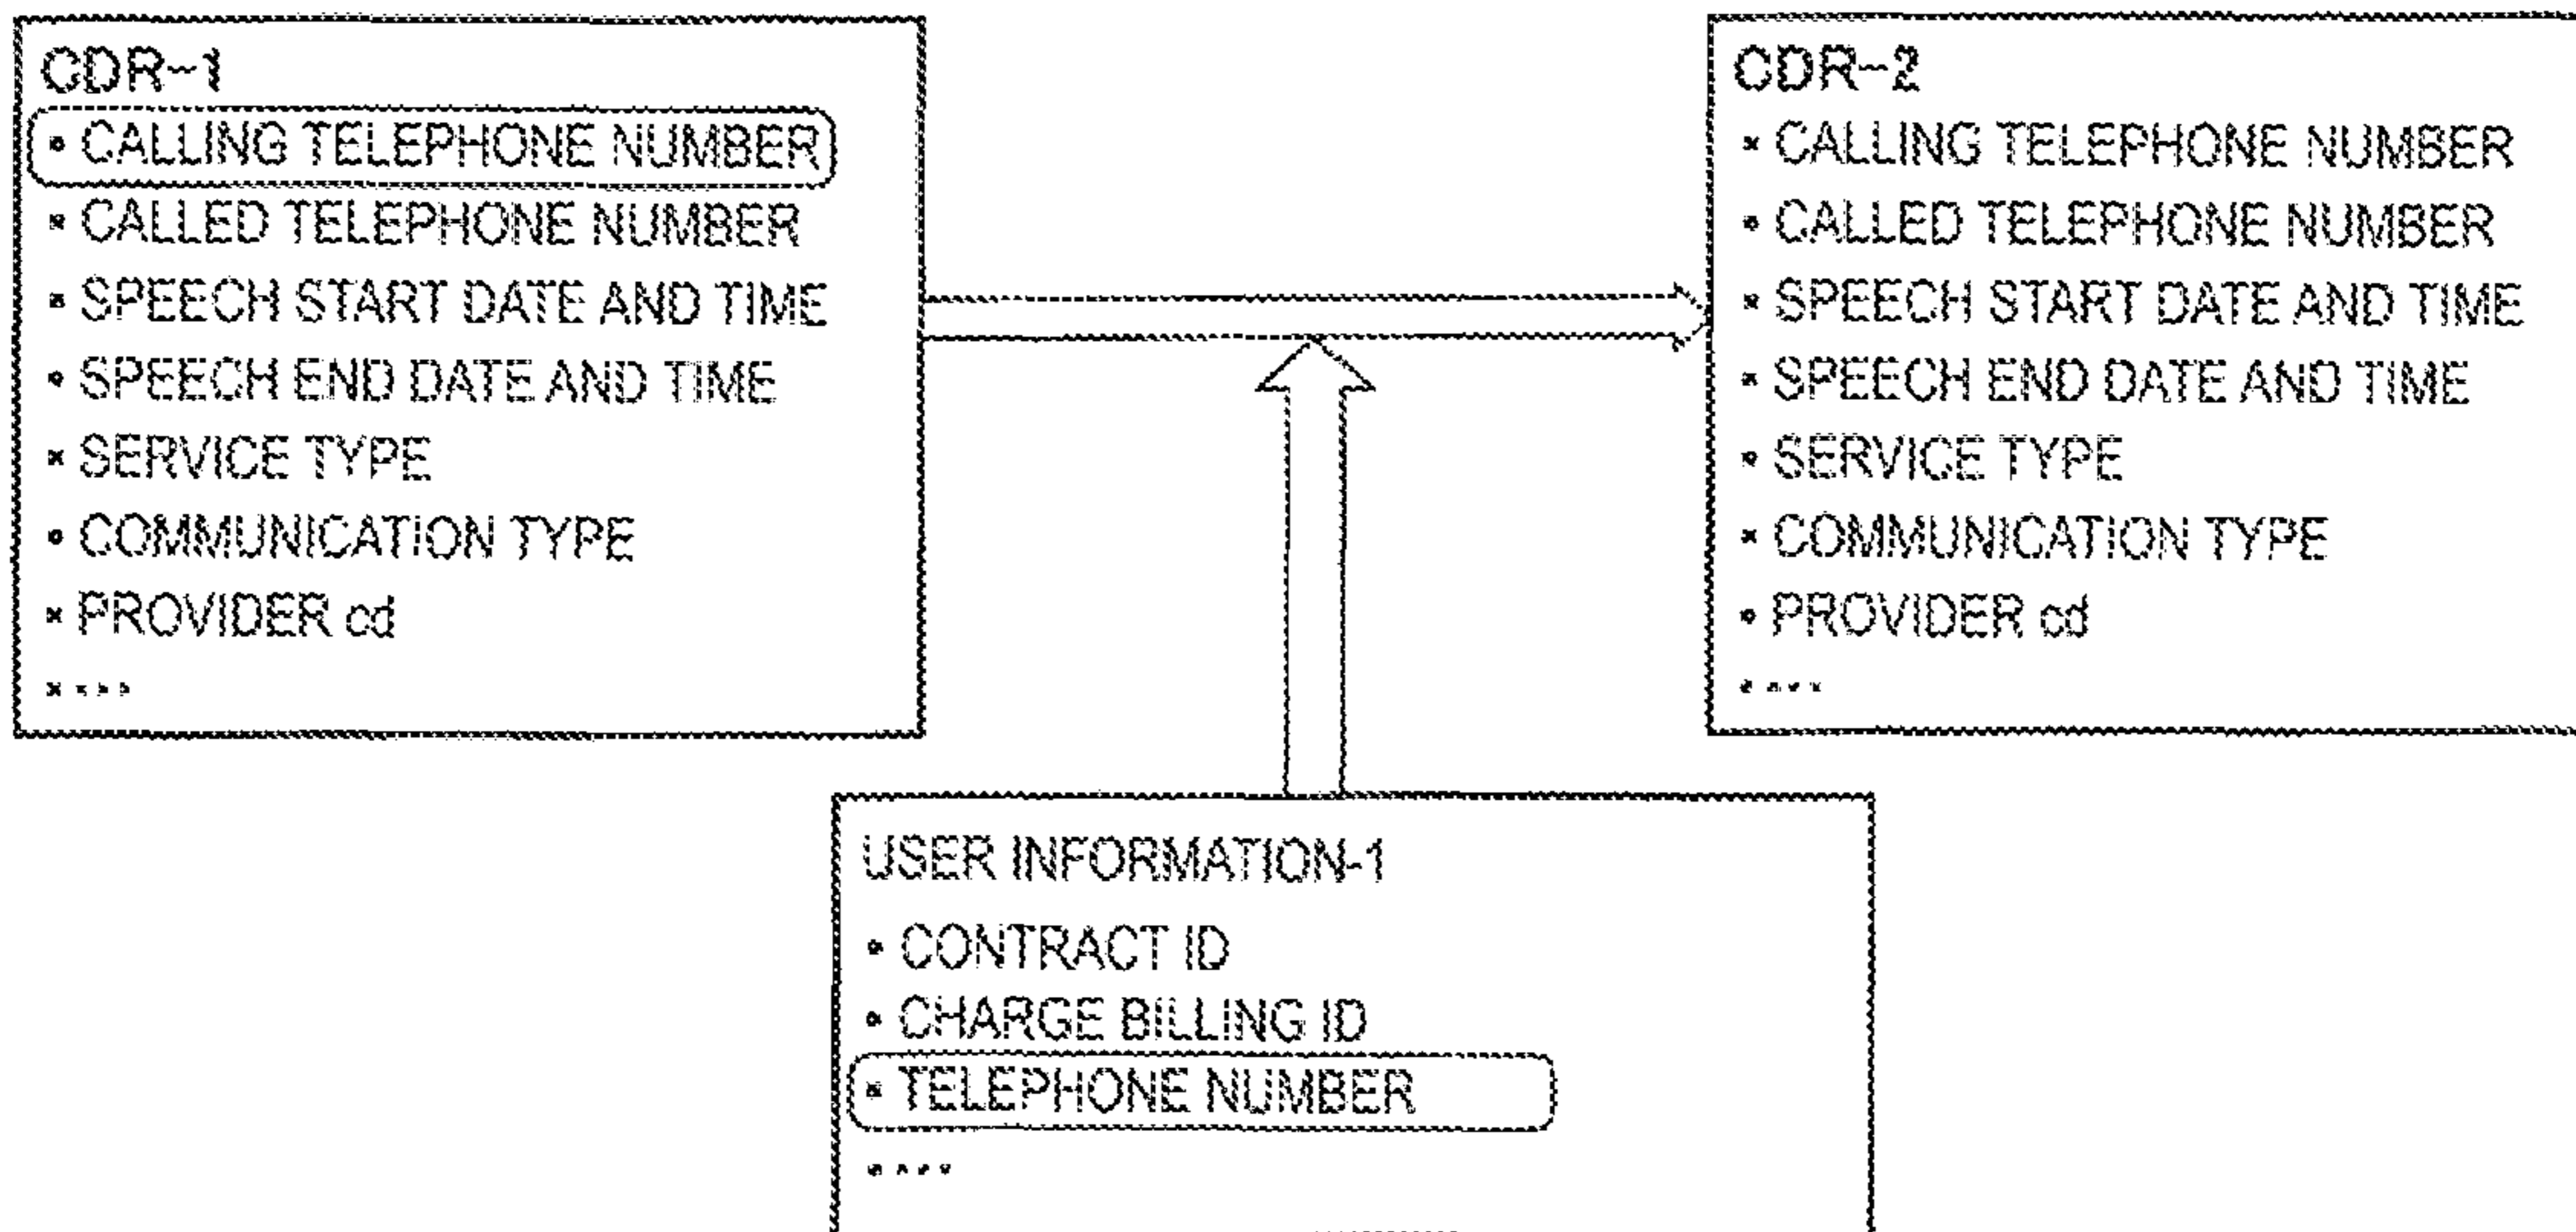 CDR-1
• CALLING TELEPHONE NUMBER
• CALLED TELEPHONE NUMBER
• SPEECH START DATE AND TIME
• SPEECH END DATE AND TIME
• SERVICE TYPE
• COMMUNICATION TYPE
• PROVIDER cd
• • • •
CDR-2
• CALLING TELEPHONE NUMBER
• CALLED TELEPHONE NUMBER
• SPEECH START DATE AND TIME
• SPEECH END DATE AND TIME
• SERVICE TYPE
• COMMUNICATION TYPE
• PROVIDER cd
• • • •
USER INFORMATION-1
• CONTRACT ID
• CHARGE BILLING ID
• TELEPHONE NUMBER
• • • •